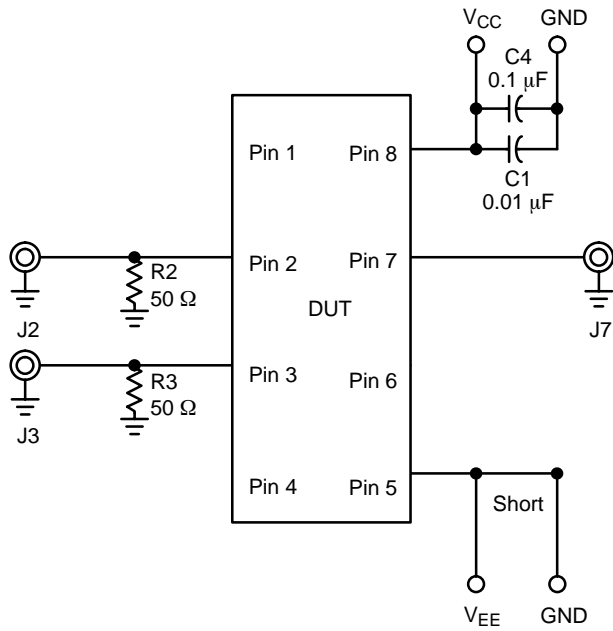 VCC GND
C4
0.1 μF
Pin 1 Pin 8
C1
0.01 μF
Pin 2 Pin 7
R2
50 Ω
DUT
J2 J7
Pin 3 Pin 6
R3
50 Ω
J3
Pin 4 Pin 5
Short
VEE GND